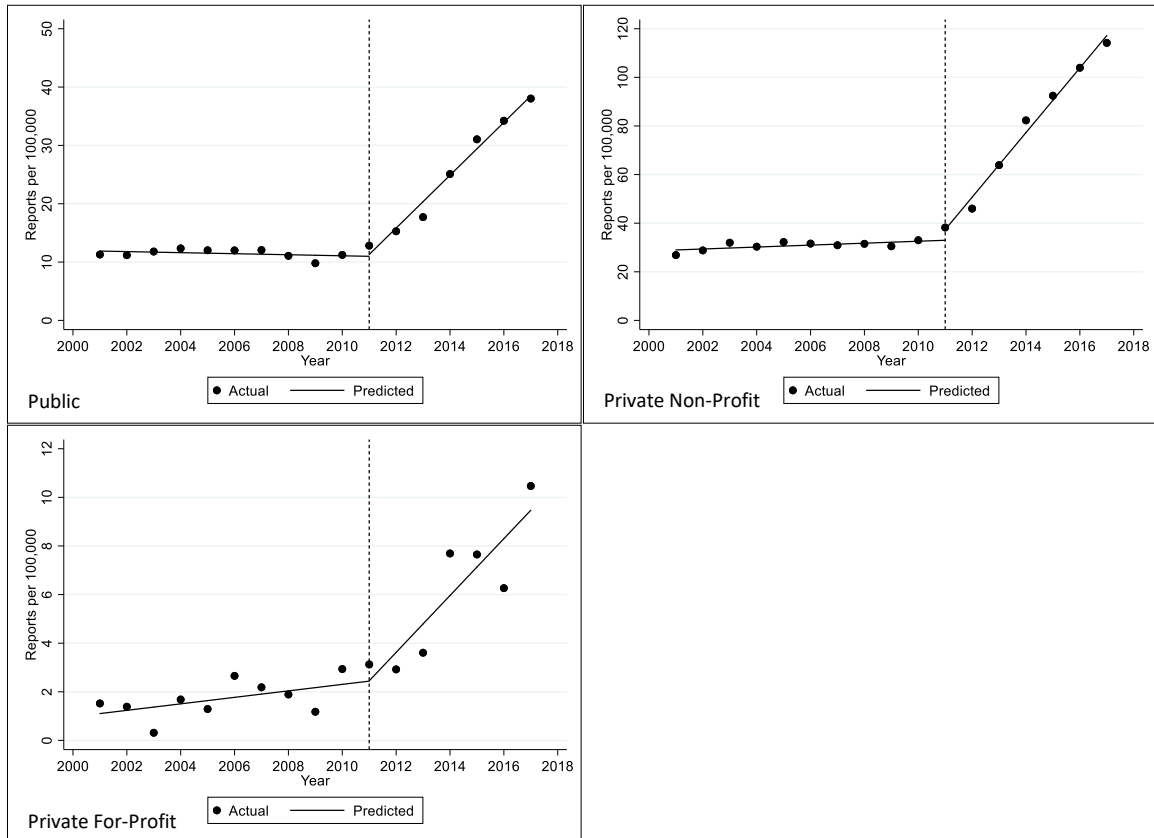 Reports per 100,000
50
40
30
20
10
0
2000 2002 2004 2006 2008 2010 2012 2014 2016 2018
Year
Actual Predicted
Public
Reports per 100,000
120
100
80
60
40
20
0
2000 2002 2004 2006 2008 2010 2012 2014 2016 2018
Year
Actual Predicted
Private Non-Profit
Reports per 100,000
12
10
8
6
4
2
0
2000 2002 2004 2006 2008 2010 2012 2014 2016 2018
Year
Actual Predicted
Private For-Profit